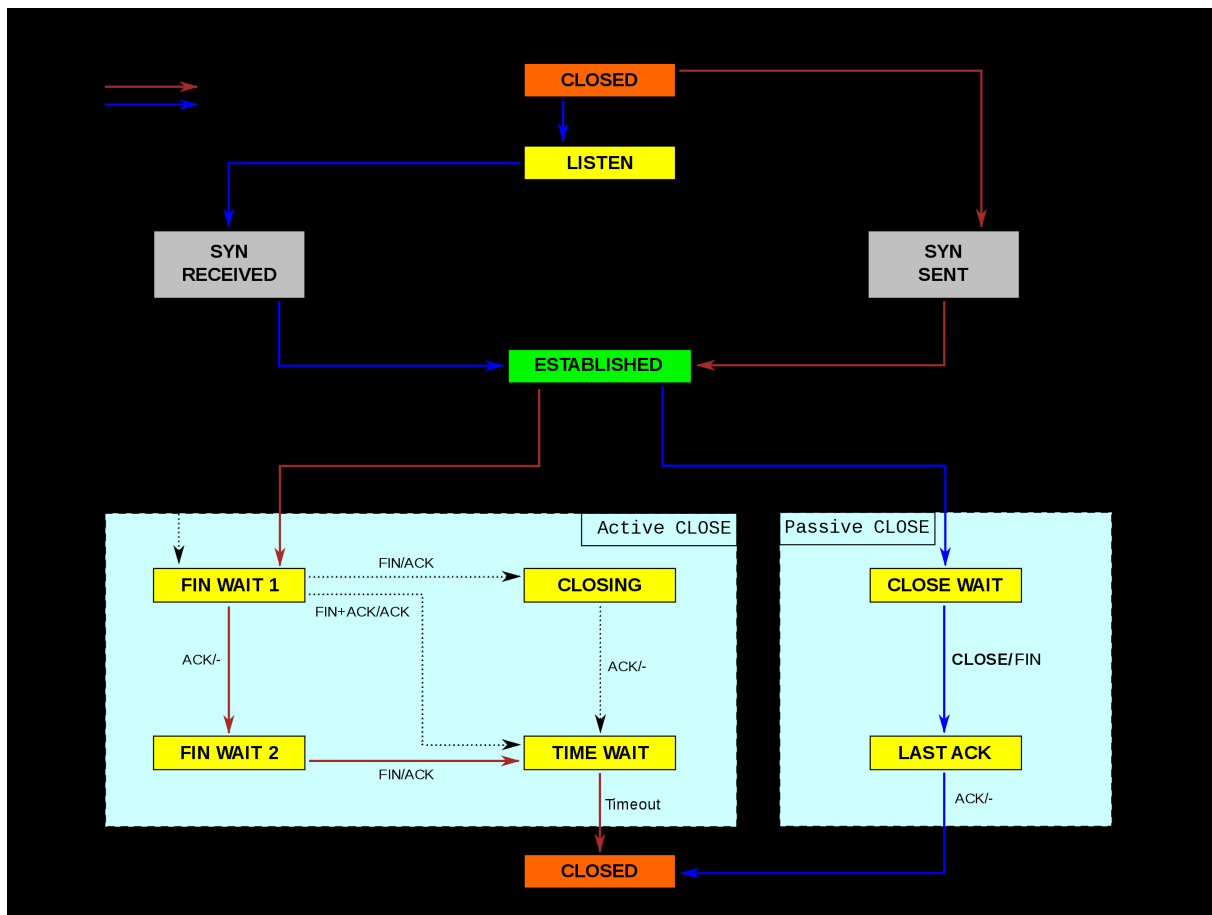 CLOSED
LISTEN
SYN
RECEIVED
SYN
SENT
ESTABLISHED
Active CLOSE
Passive CLOSE
FIN WAIT 1
FIN/ACK
CLOSING
CLOSE WAIT
FIN+ACK/ACK
ACK/-
ACK/-
CLOSE/FIN
FIN WAIT 2
TIME WAIT
LAST ACK
FIN/ACK
Timeout
ACK/-
CLOSED